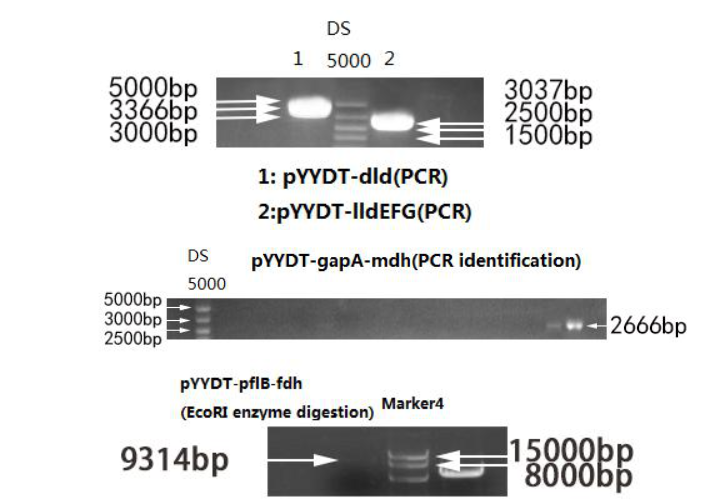 DS
1 5000 2
5000bp
3366bp
3000bp
3037bp
2500bp
1500bp
1: pYYDT-dld(PCR)
2:pYYDT-lldEFG(PCR)
DS
5000
pYYDT-gapA-mdh(PCR identification)
5000bp
3000bp
2500bp
2666bp
pYYDT-pflB-fdh
(EcoRI enzyme digestion)
Marker4
9314bp
15000bp
8000bp